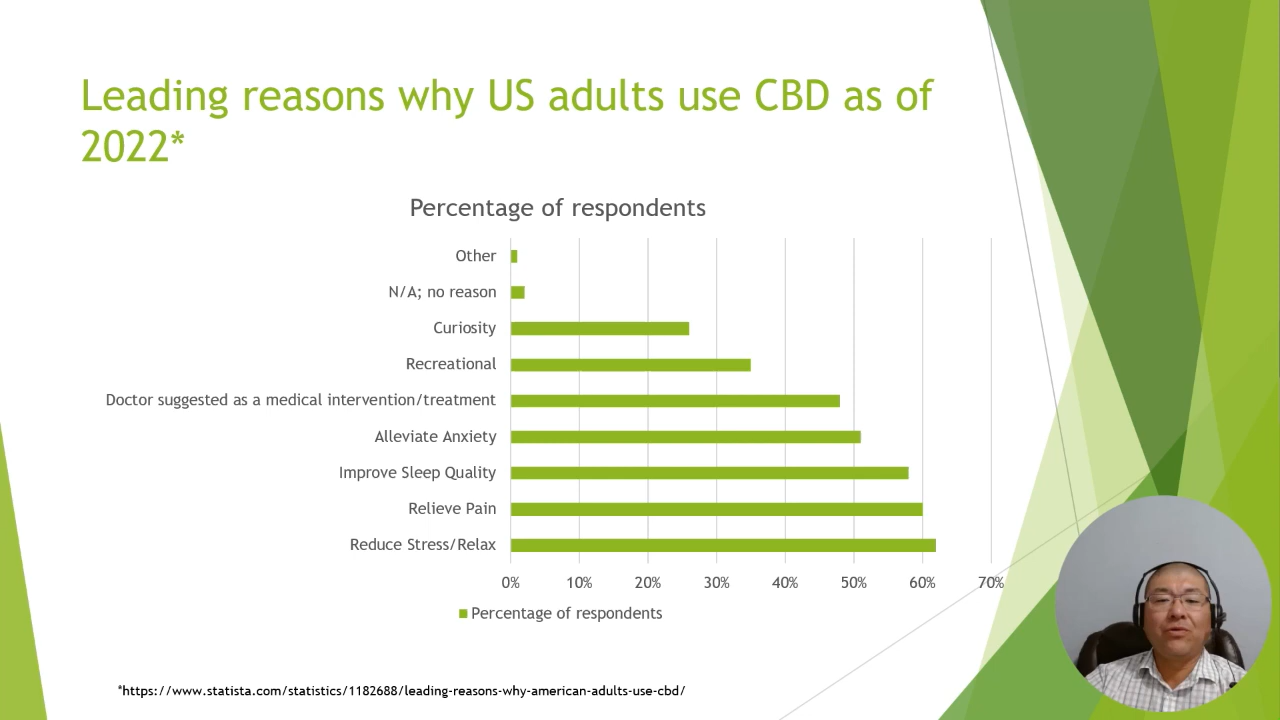 Leading reasons why US adults use CBD as of
2022*
Percentage of respondents
Other
N/A; no reason
Curiosity
Recreational
Doctor suggested as a medical intervention/treatment
Alleviate Anxiety
Improve Sleep Quality
Relieve Pain
Reduce Stress/Relax
0% 10% 20% 30% 40% 50% 60% 70%
Percentage of respondents
*https://www.statista.com/statistics/1182688/leading-reasons-why-american-adults-use-cbd/